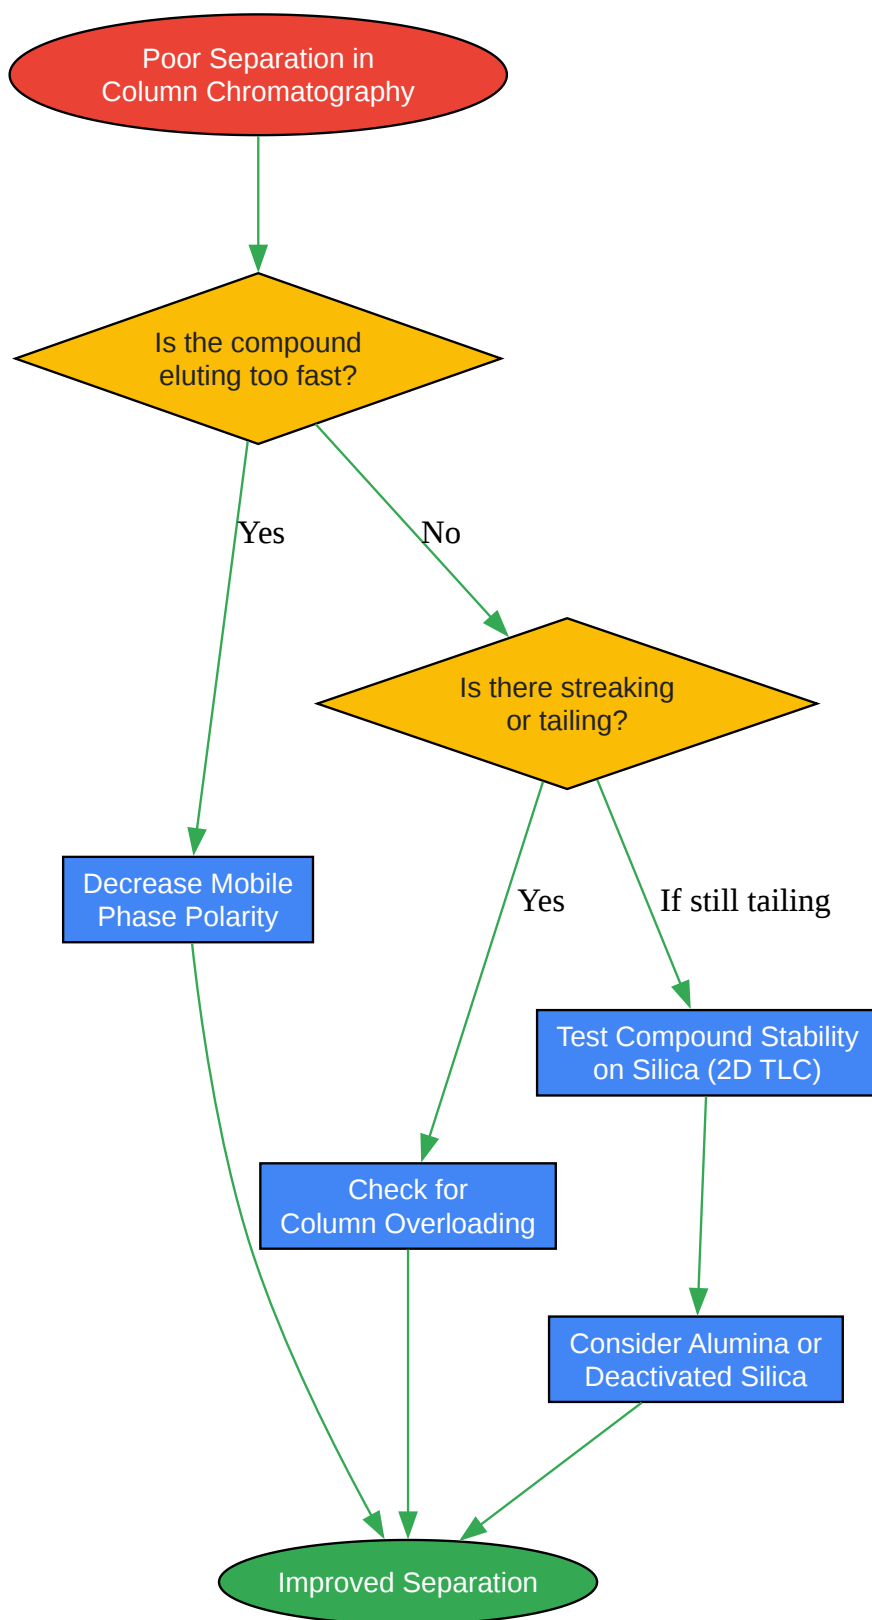 Poor Separation in
Column Chromatography
Is the compound
eluting too fast?
Yes
No
Is there streaking
or tailing?
Decrease Mobile
Phase Polarity
Yes
If still tailing
Test Compound Stability
on Silica (2D TLC)
Check for
Column Overloading
Consider Alumina or
Deactivated Silica
Improved Separation